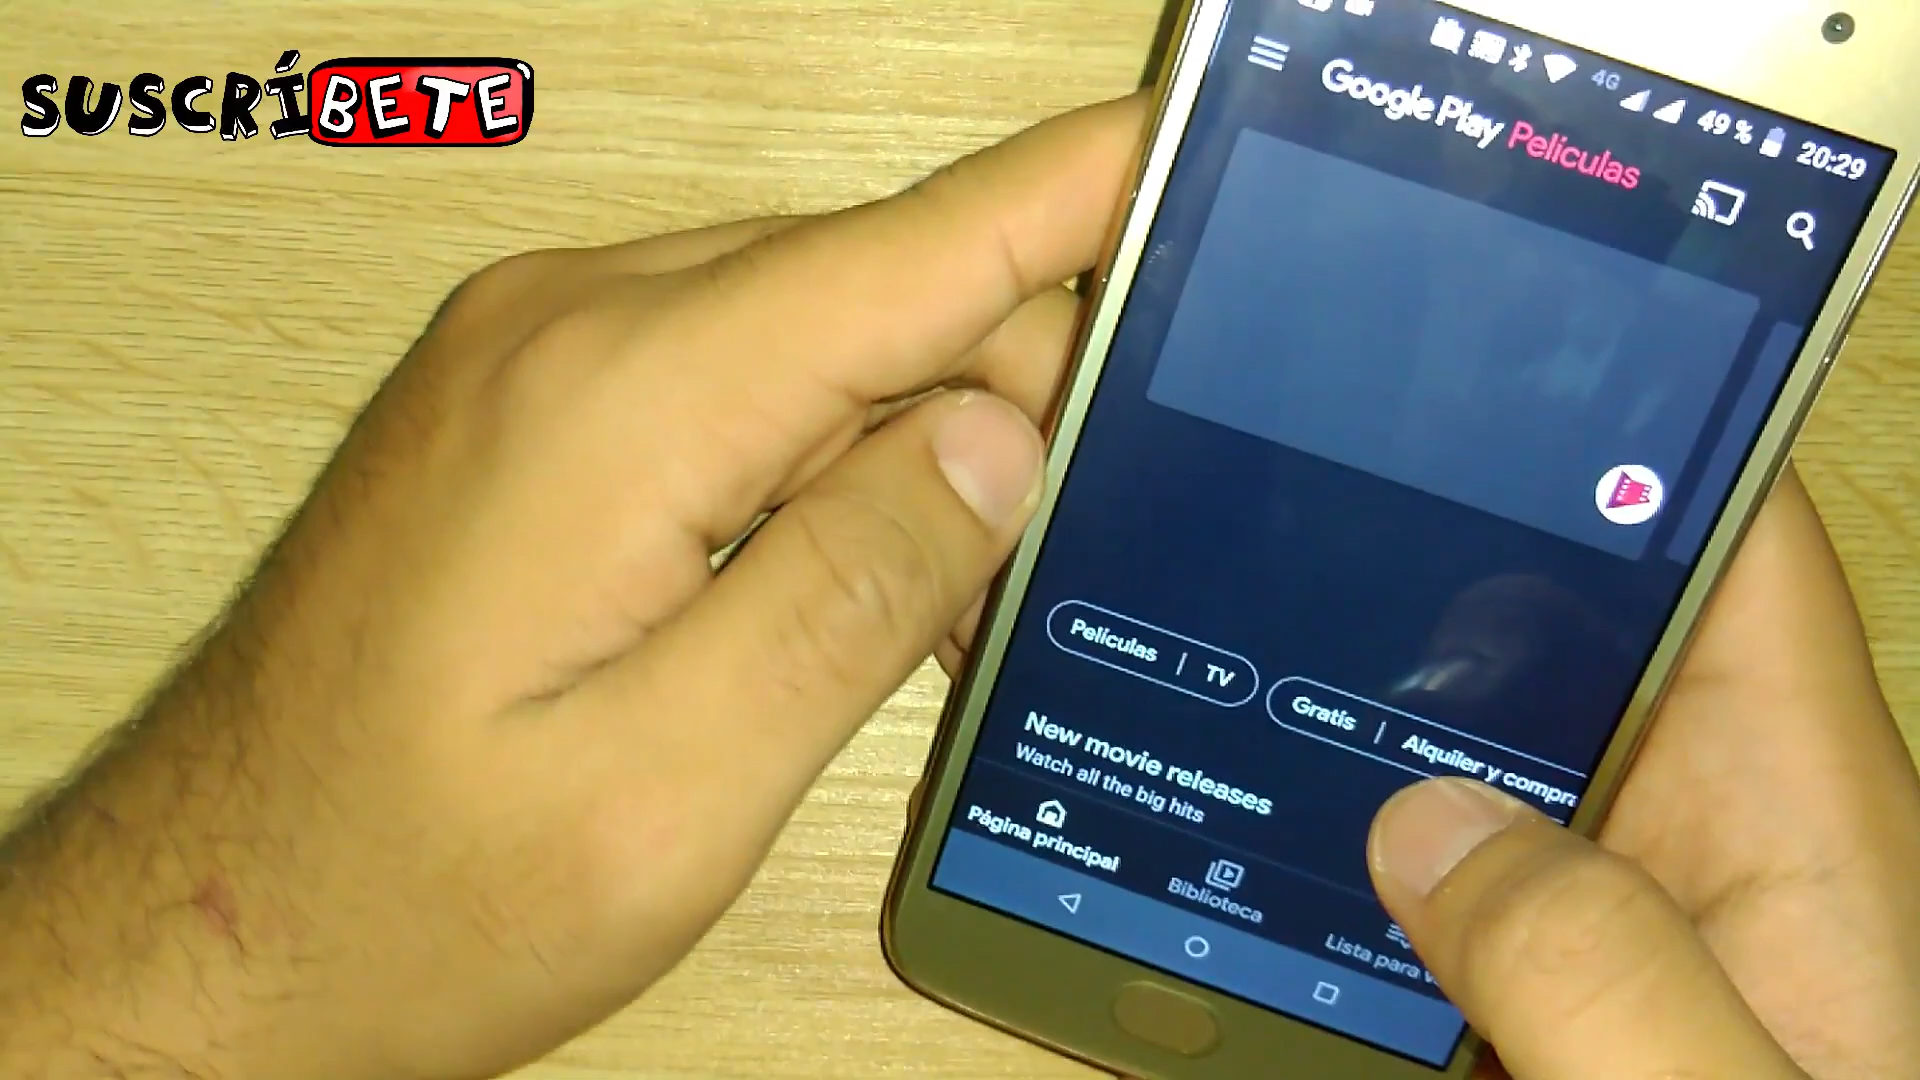 SUSCRÍBETE
4G 49 % 20:29
Google Play Películas
Películas | TV
Gratis | Alquiler y compra
New movie releases
Watch all the big hits
Página principal
Biblioteca
Lista para